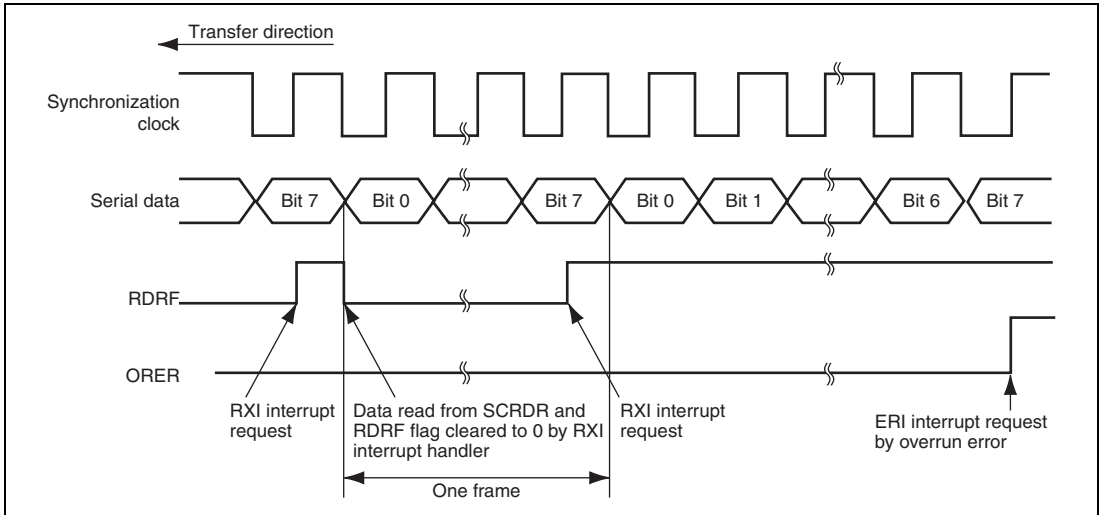 Transfer direction
Synchronization
clock
Serial data
Bit 7
Bit 0
Bit 7
Bit 0
Bit 1
Bit 6
Bit 7
RDRF
ORER
RXI interrupt
request
Data read from SCRDR and
RDRF flag cleared to 0 by RXI
interrupt handler
RXI interrupt
request
ERI interrupt request
by overrun error
One frame